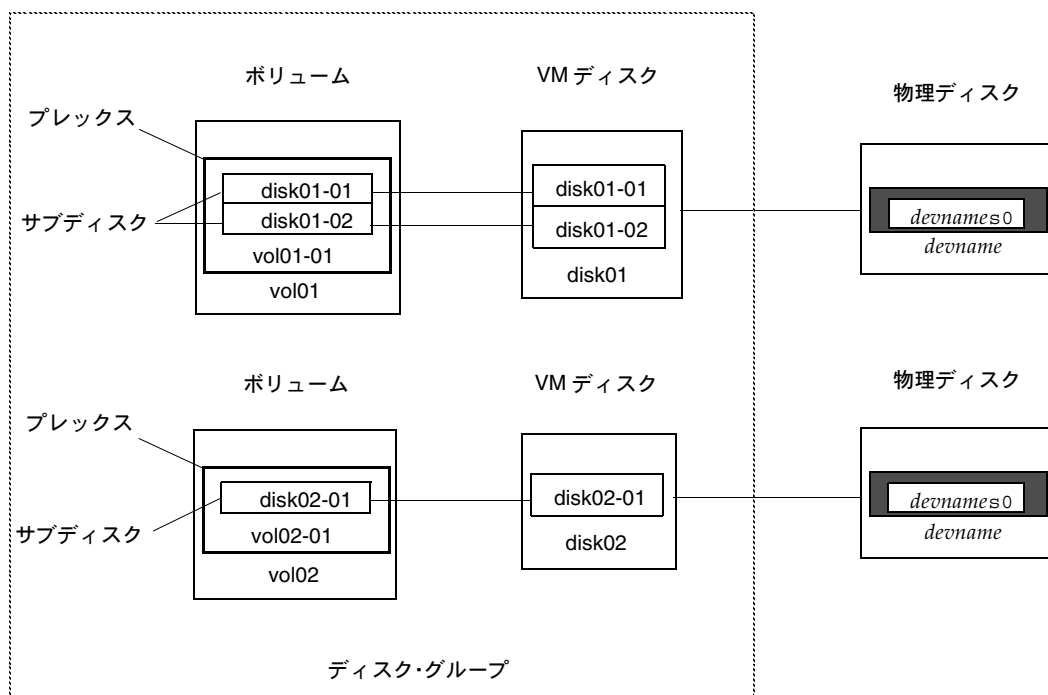 ボリューム
VM ディスク
物理ディスク
プレックス
サブディスク
disk01-01
disk01-02
vol01-01
vol01
disk01-01
disk01-02
disk01
devnames0
devname
ボリューム
VM ディスク
物理ディスク
プレックス
サブディスク
disk02-01
vol02-01
vol02
disk02-01
disk02
devnames0
devname
ディスク・グループ